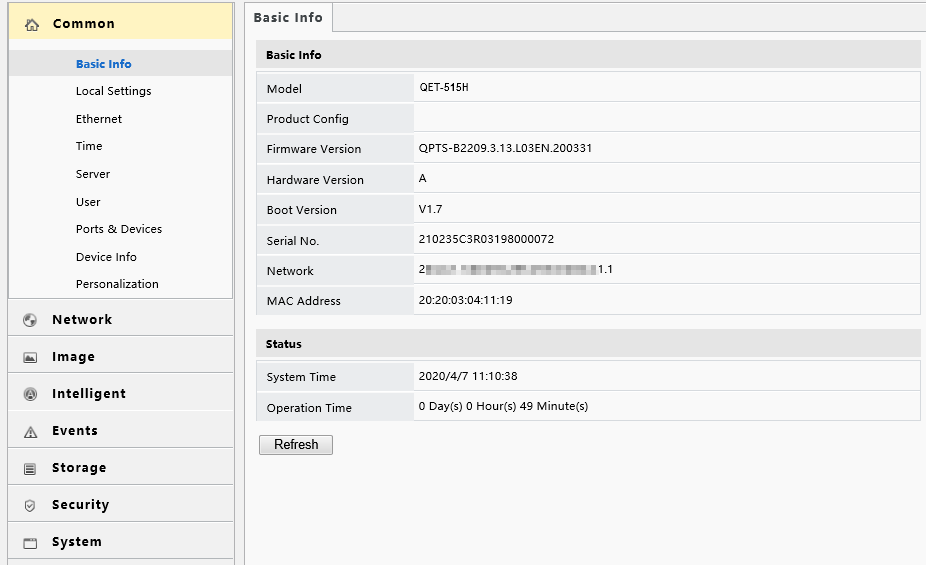 Common
Basic Info
Local Settings
Ethernet
Time
Server
User
Ports & Devices
Device Info
Personalization
Network
Image
Intelligent
Events
Storage
Security
System
Basic Info
Basic Info
Model QET-515H
Product Config
Firmware Version QPTS-B2209.3.13.L03EN.200331
Hardware Version A
Boot Version V1.7
Serial No. 210235C3R03198000072
Network 2 1.1
MAC Address 20:20:03:04:11:19
Status
System Time 2020/4/7 11:10:38
Operation Time 0 Day(s) 0 Hour(s) 49 Minute(s)
Refresh